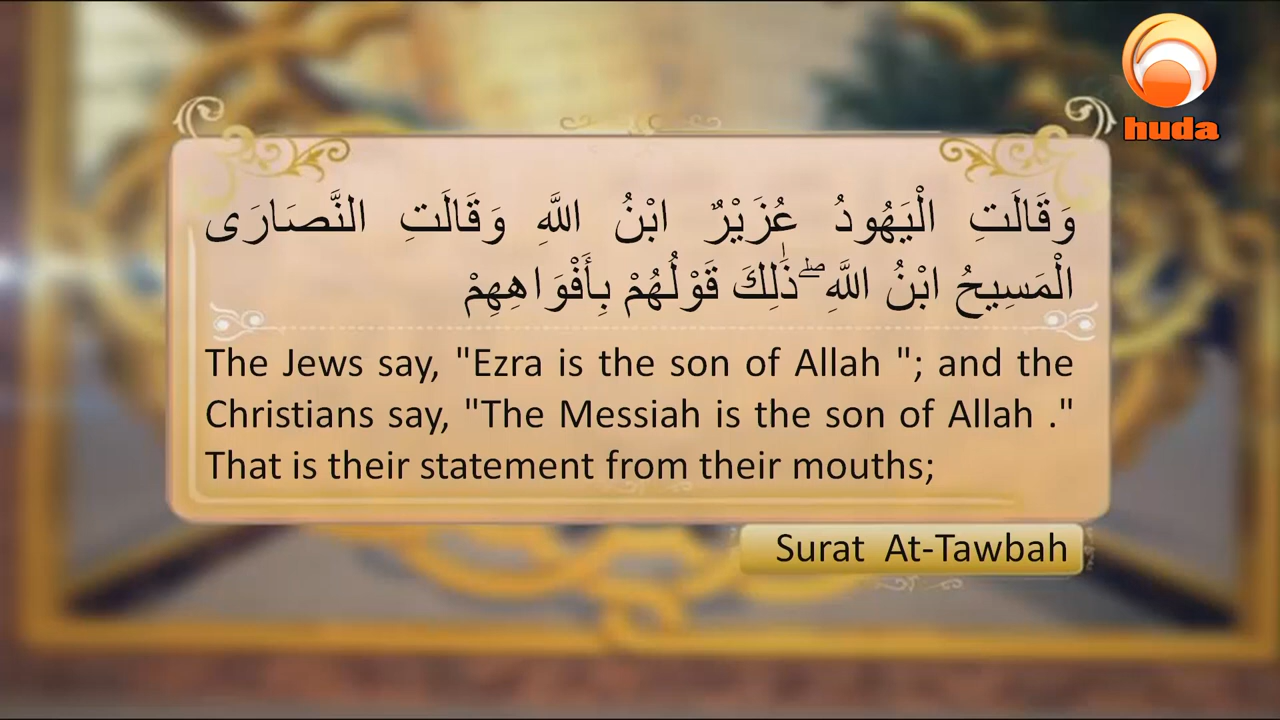 huda
وَقَالَتِ الْيَهُودُ عُزَيْرٌ ابْنُ اللَّهِ وَقَالَتِ النَّصَارَى
الْمَسِيحُ ابْنُ اللَّهِ ۖ ذَٰلِكَ قَوْلُهُمْ بِأَفْوَاهِهِمْ
The Jews say, "Ezra is the son of Allah "; and the
Christians say, "The Messiah is the son of Allah ."
That is their statement from their mouths;
Surat At-Tawbah